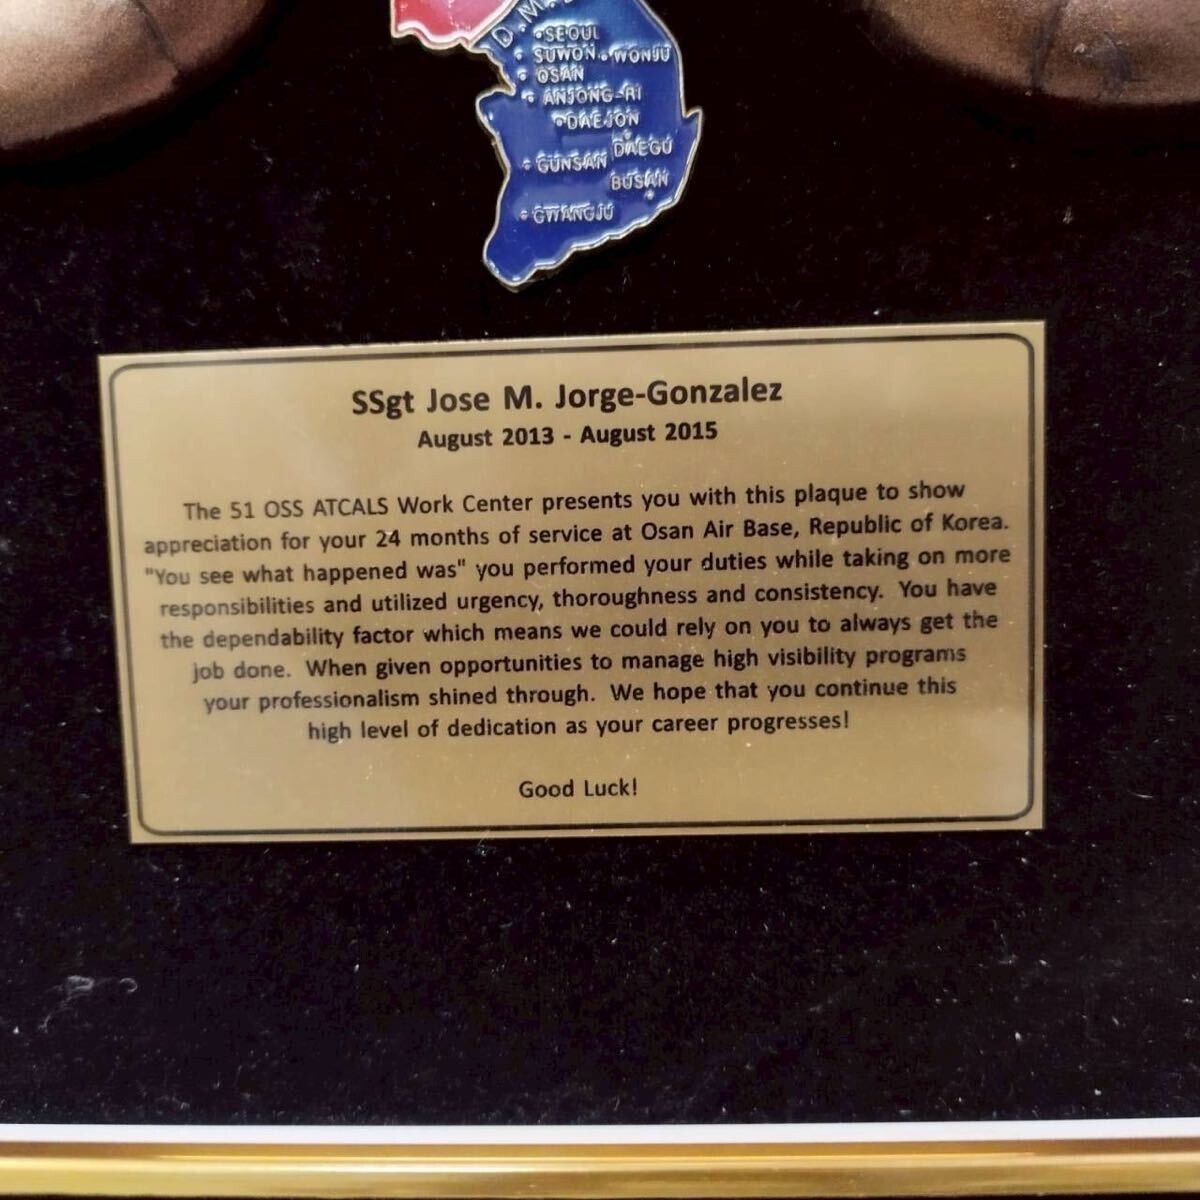 D.M.
SEOUL
SUWON WONJU
OSAN
ANJONG-RI
DAEJON
DAEGU
GUNSAN
BUSAN
GWANGJU
SSgt Jose M. Jorge-Gonzalez
August 2013 - August 2015
The 51 OSS ATCALS Work Center presents you with this plaque to show
appreciation for your 24 months of service at Osan Air Base, Republic of Korea.
"You see what happened was" you performed your duties while taking on more
responsibilities and utilized urgency, thoroughness and consistency. You have
the dependability factor which means we could rely on you to always get the
job done. When given opportunities to manage high visibility programs
your professionalism shined through. We hope that you continue this
high level of dedication as your career progresses!
Good Luck!